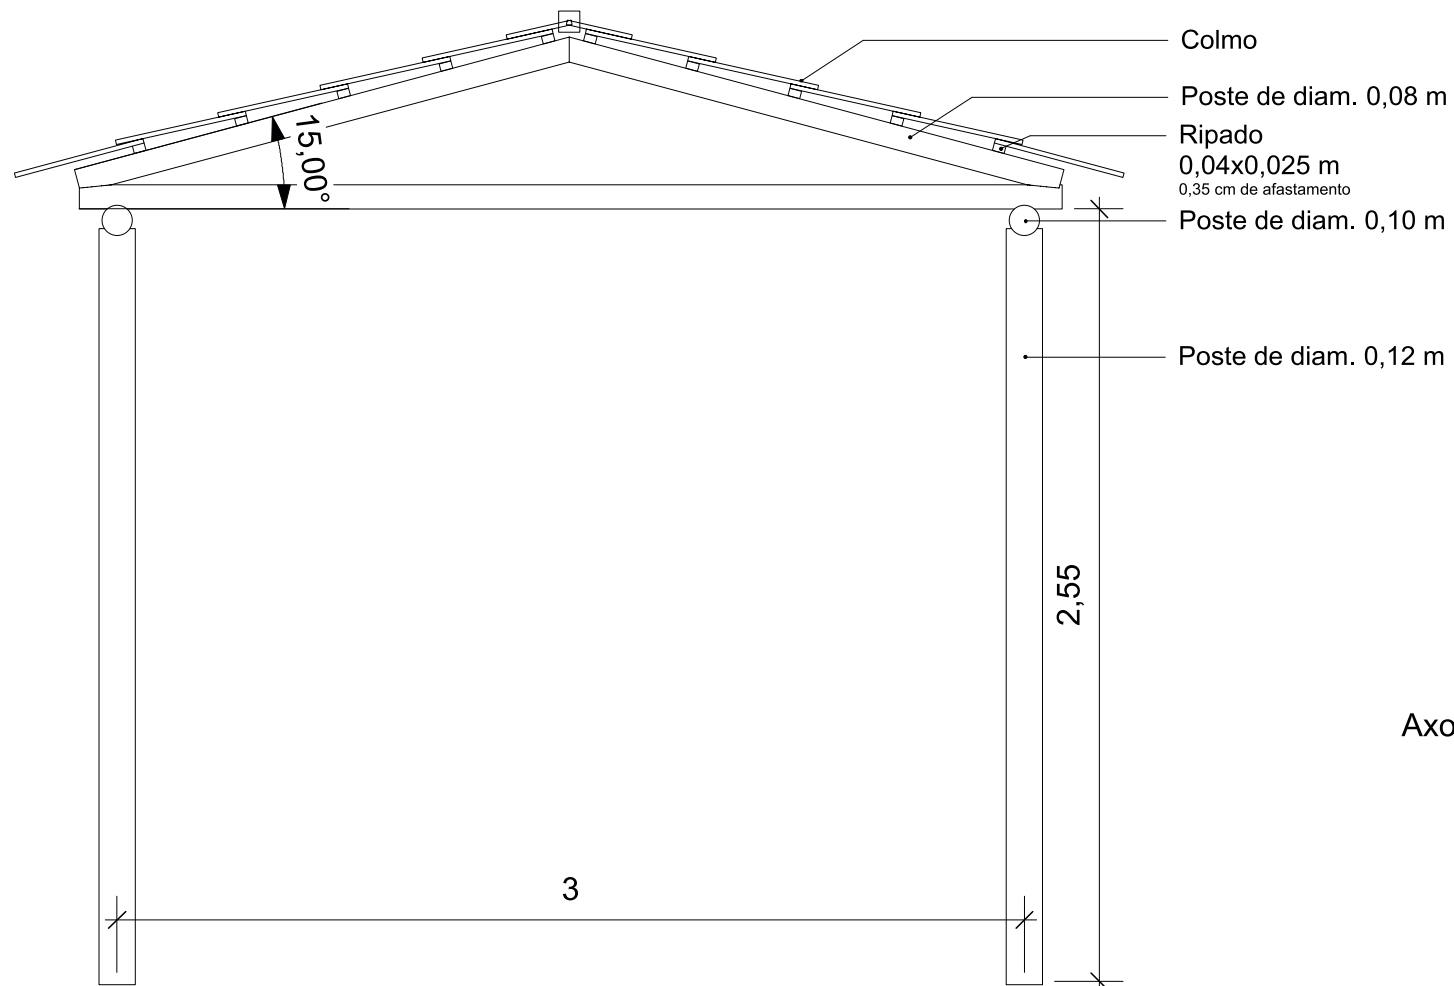 Colmo
Poste de diam. 0,08 m
Ripado
0,04x0,025 m
0,35 cm de afastamento
Poste de diam. 0,10 m
Poste de diam. 0,12 m
15,00°
2,55
3
Axo